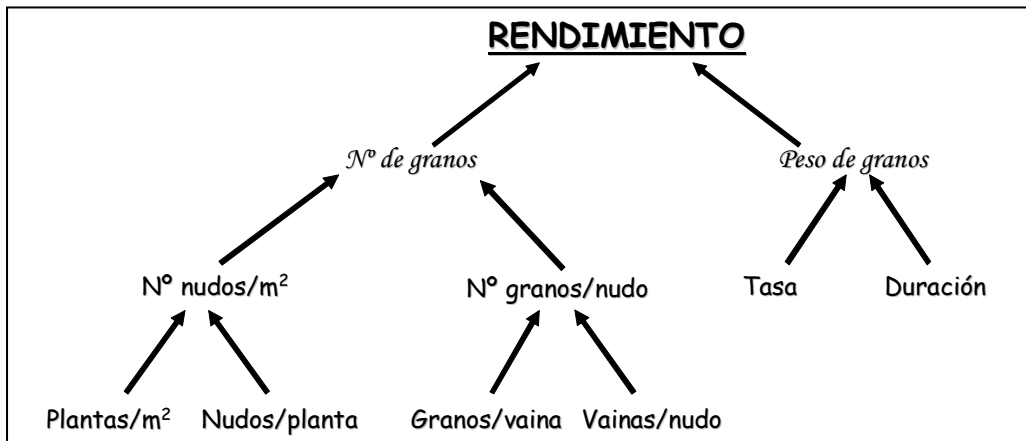 RENDIMIENTO
Nº de granos
Peso de granos
Nº nudos/m²
Nº granos/nudo
Tasa
Duración
Plantas/m²
Nudos/planta
Granos/vaina
Vainas/nudo